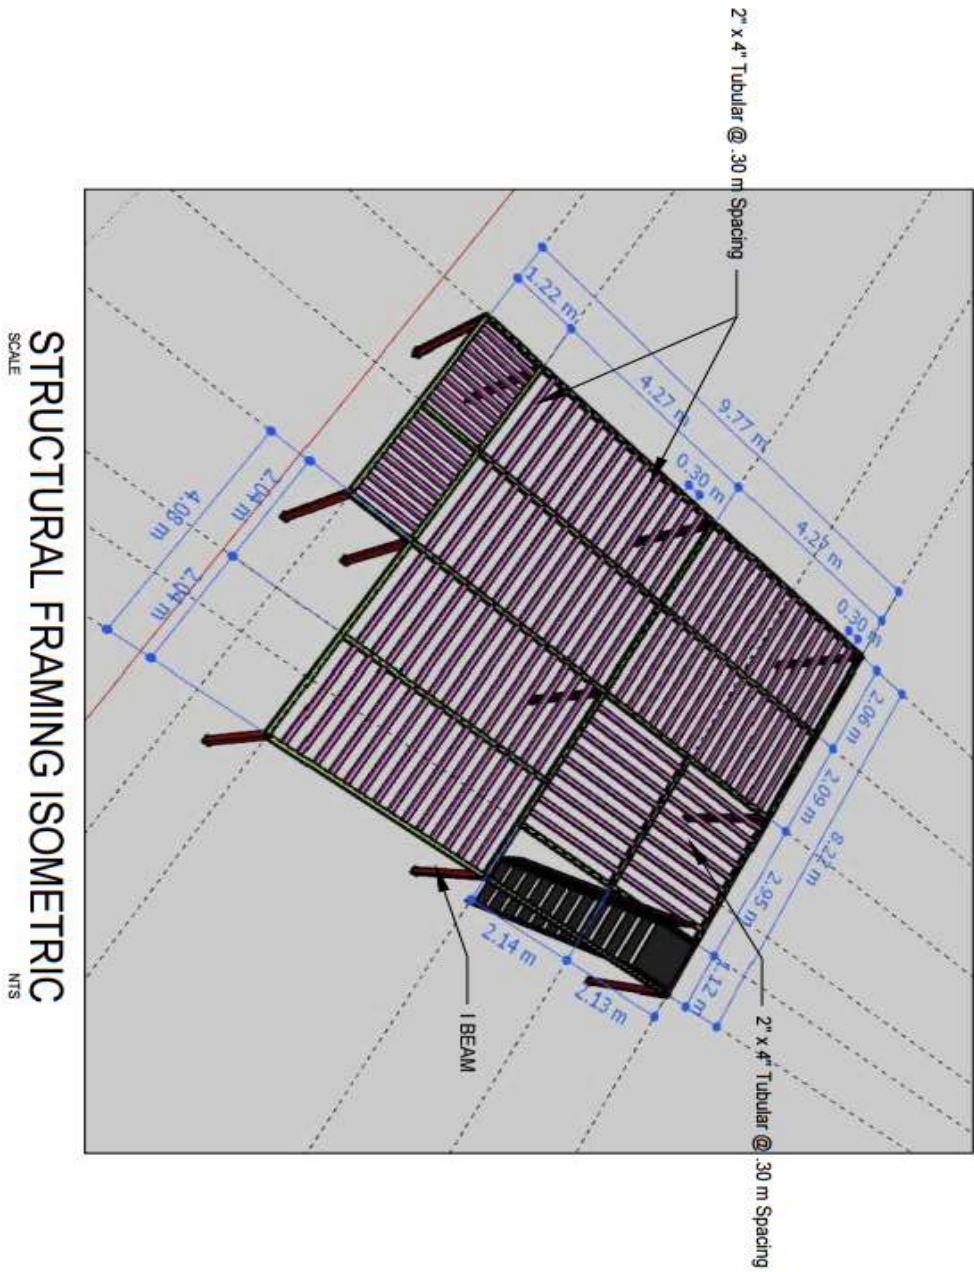 2" x 4" Tubular @ .30 m Spacing
1.22 m
4.27 m
9.77 m
0.30 m
4.27 m
0.30 m
2.06 m
2.09 m
8.22 m
2.95 m
1.12 m
2.04 m
4.08 m
2.04 m
2.14 m
2.13 m
I BEAM
2" x 4" Tubular @ .30 m Spacing
STRUCTURAL FRAMING ISOMETRIC
SCALE
NTS